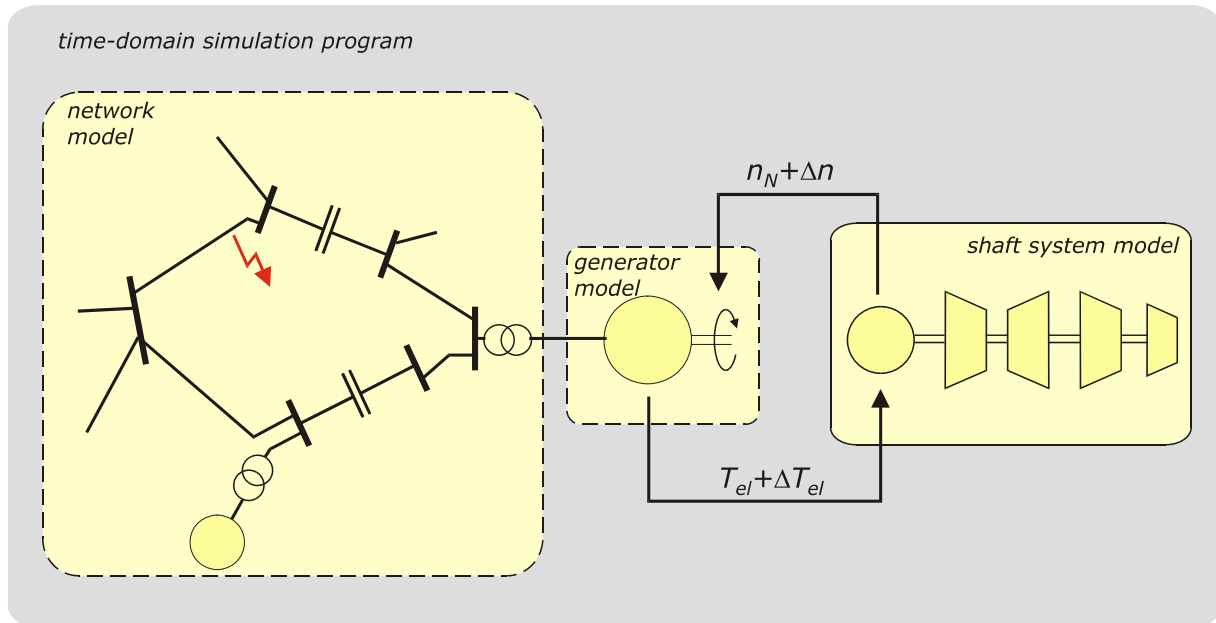 time-domain simulation program
network
model
n_N+Δn
shaft system model
generator
model
T_el+ΔT_el